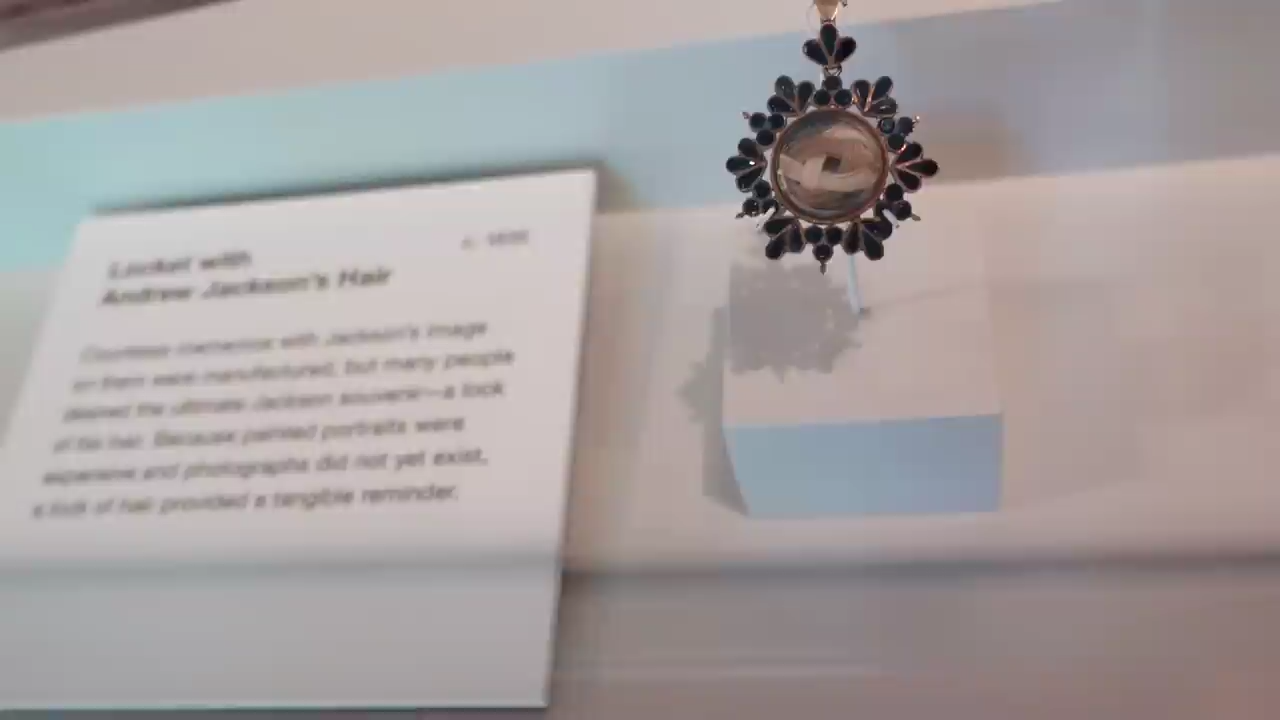 Locket with
Andrew Jackson's Hair
Countless mementos with Jackson's image
on them were manufactured, but many people
desired the ultimate Jackson souvenir—a lock
of his hair. Because painted portraits were
expensive and photographs did not yet exist,
a lock of hair provided a tangible reminder.